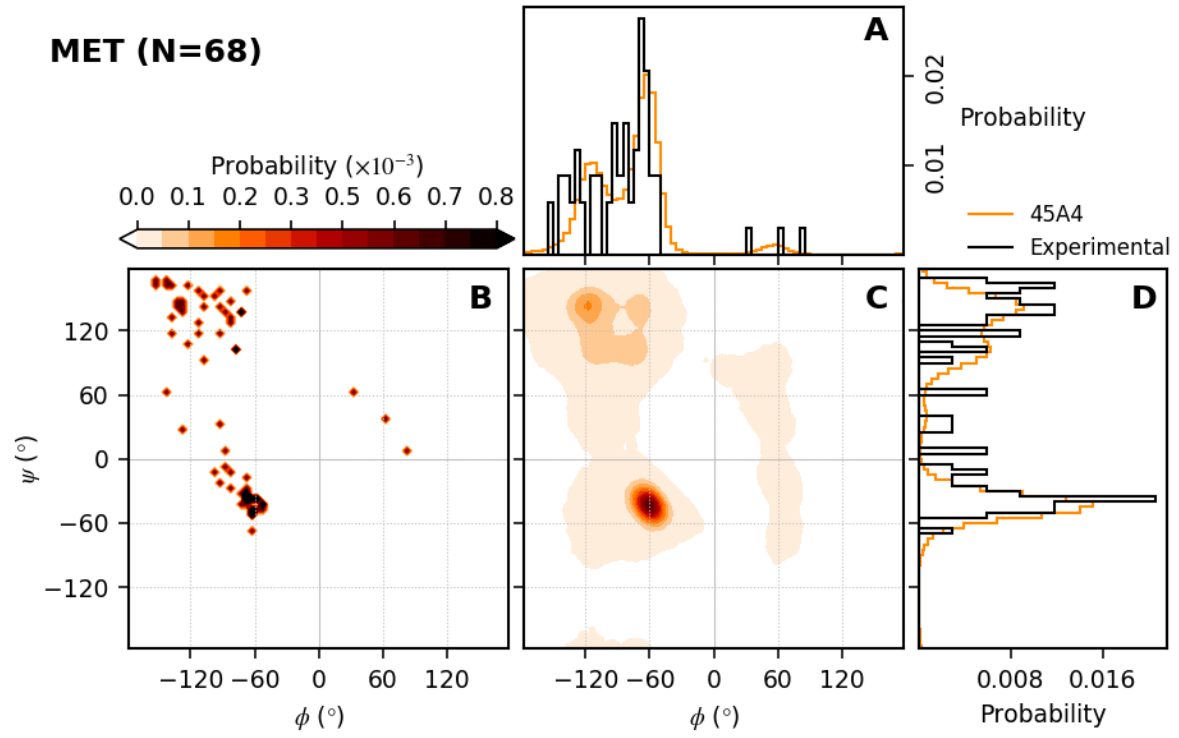 MET (N=68)
A
0.02
0.01
Probability
Probability (×10⁻³)
0.0 0.1 0.2 0.3 0.5 0.6 0.7 0.8
45A4
Experimental
B
C
D
120
60
0
−60
−120
ψ (°)
−120 −60 0 60 120
ϕ (°)
−120 −60 0 60 120
ϕ (°)
0.008 0.016
Probability